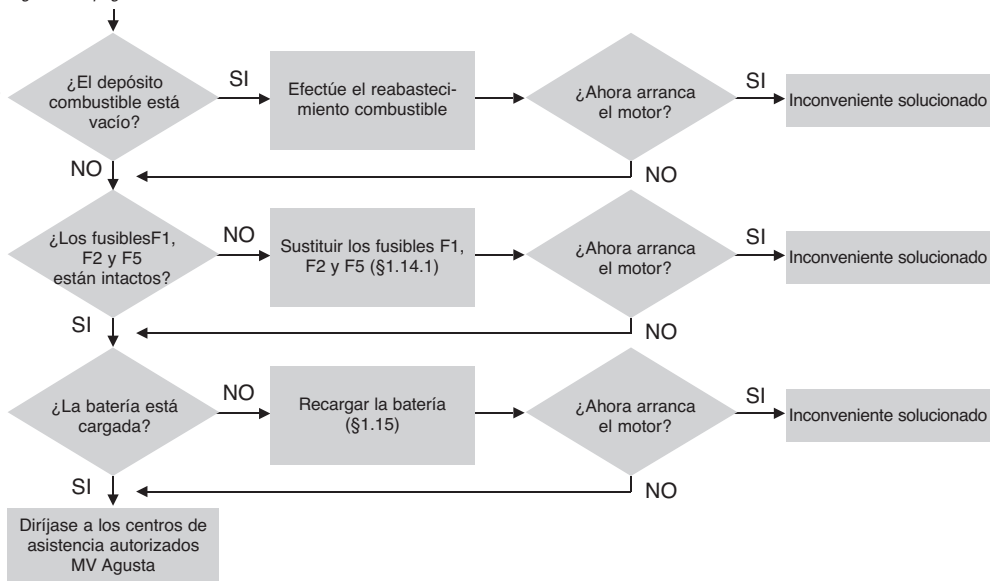 ¿El depósito
combustible está
vacío?
SI
Efectúe el reabasteci-
miento combustible
¿Ahora arranca
el motor?
SI
Inconveniente solucionado
NO
NO
¿Los fusiblesF1,
F2 y F5
están intactos?
NO
Sustituir los fusibles F1,
F2 y F5 (§1.14.1)
¿Ahora arranca
el motor?
SI
Inconveniente solucionado
SI
NO
¿La batería está
cargada?
NO
Recargar la batería
(§1.15)
¿Ahora arranca
el motor?
SI
Inconveniente solucionado
SI
NO
Diríjase a los centros de
asistencia autorizados
MV Agusta